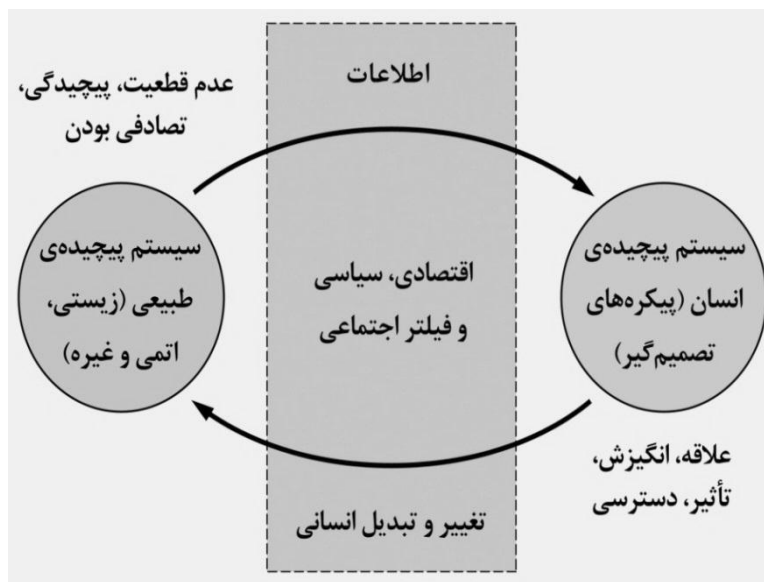 اطلاعات
عدم قطعیت، پیچیدگی،
تصادفی بودن
سیستم پیچیده‌ی
انسان (پیکره‌های
تصمیم‌گیر)
اقتصادی، سیاسی
و فیلتر اجتماعی
سیستم پیچیده‌ی
طبیعی (زیستی،
اتمی و غیره)
علاقه، انگیزش،
تأثیر، دسترسی
تغییر و تبدیل انسانی